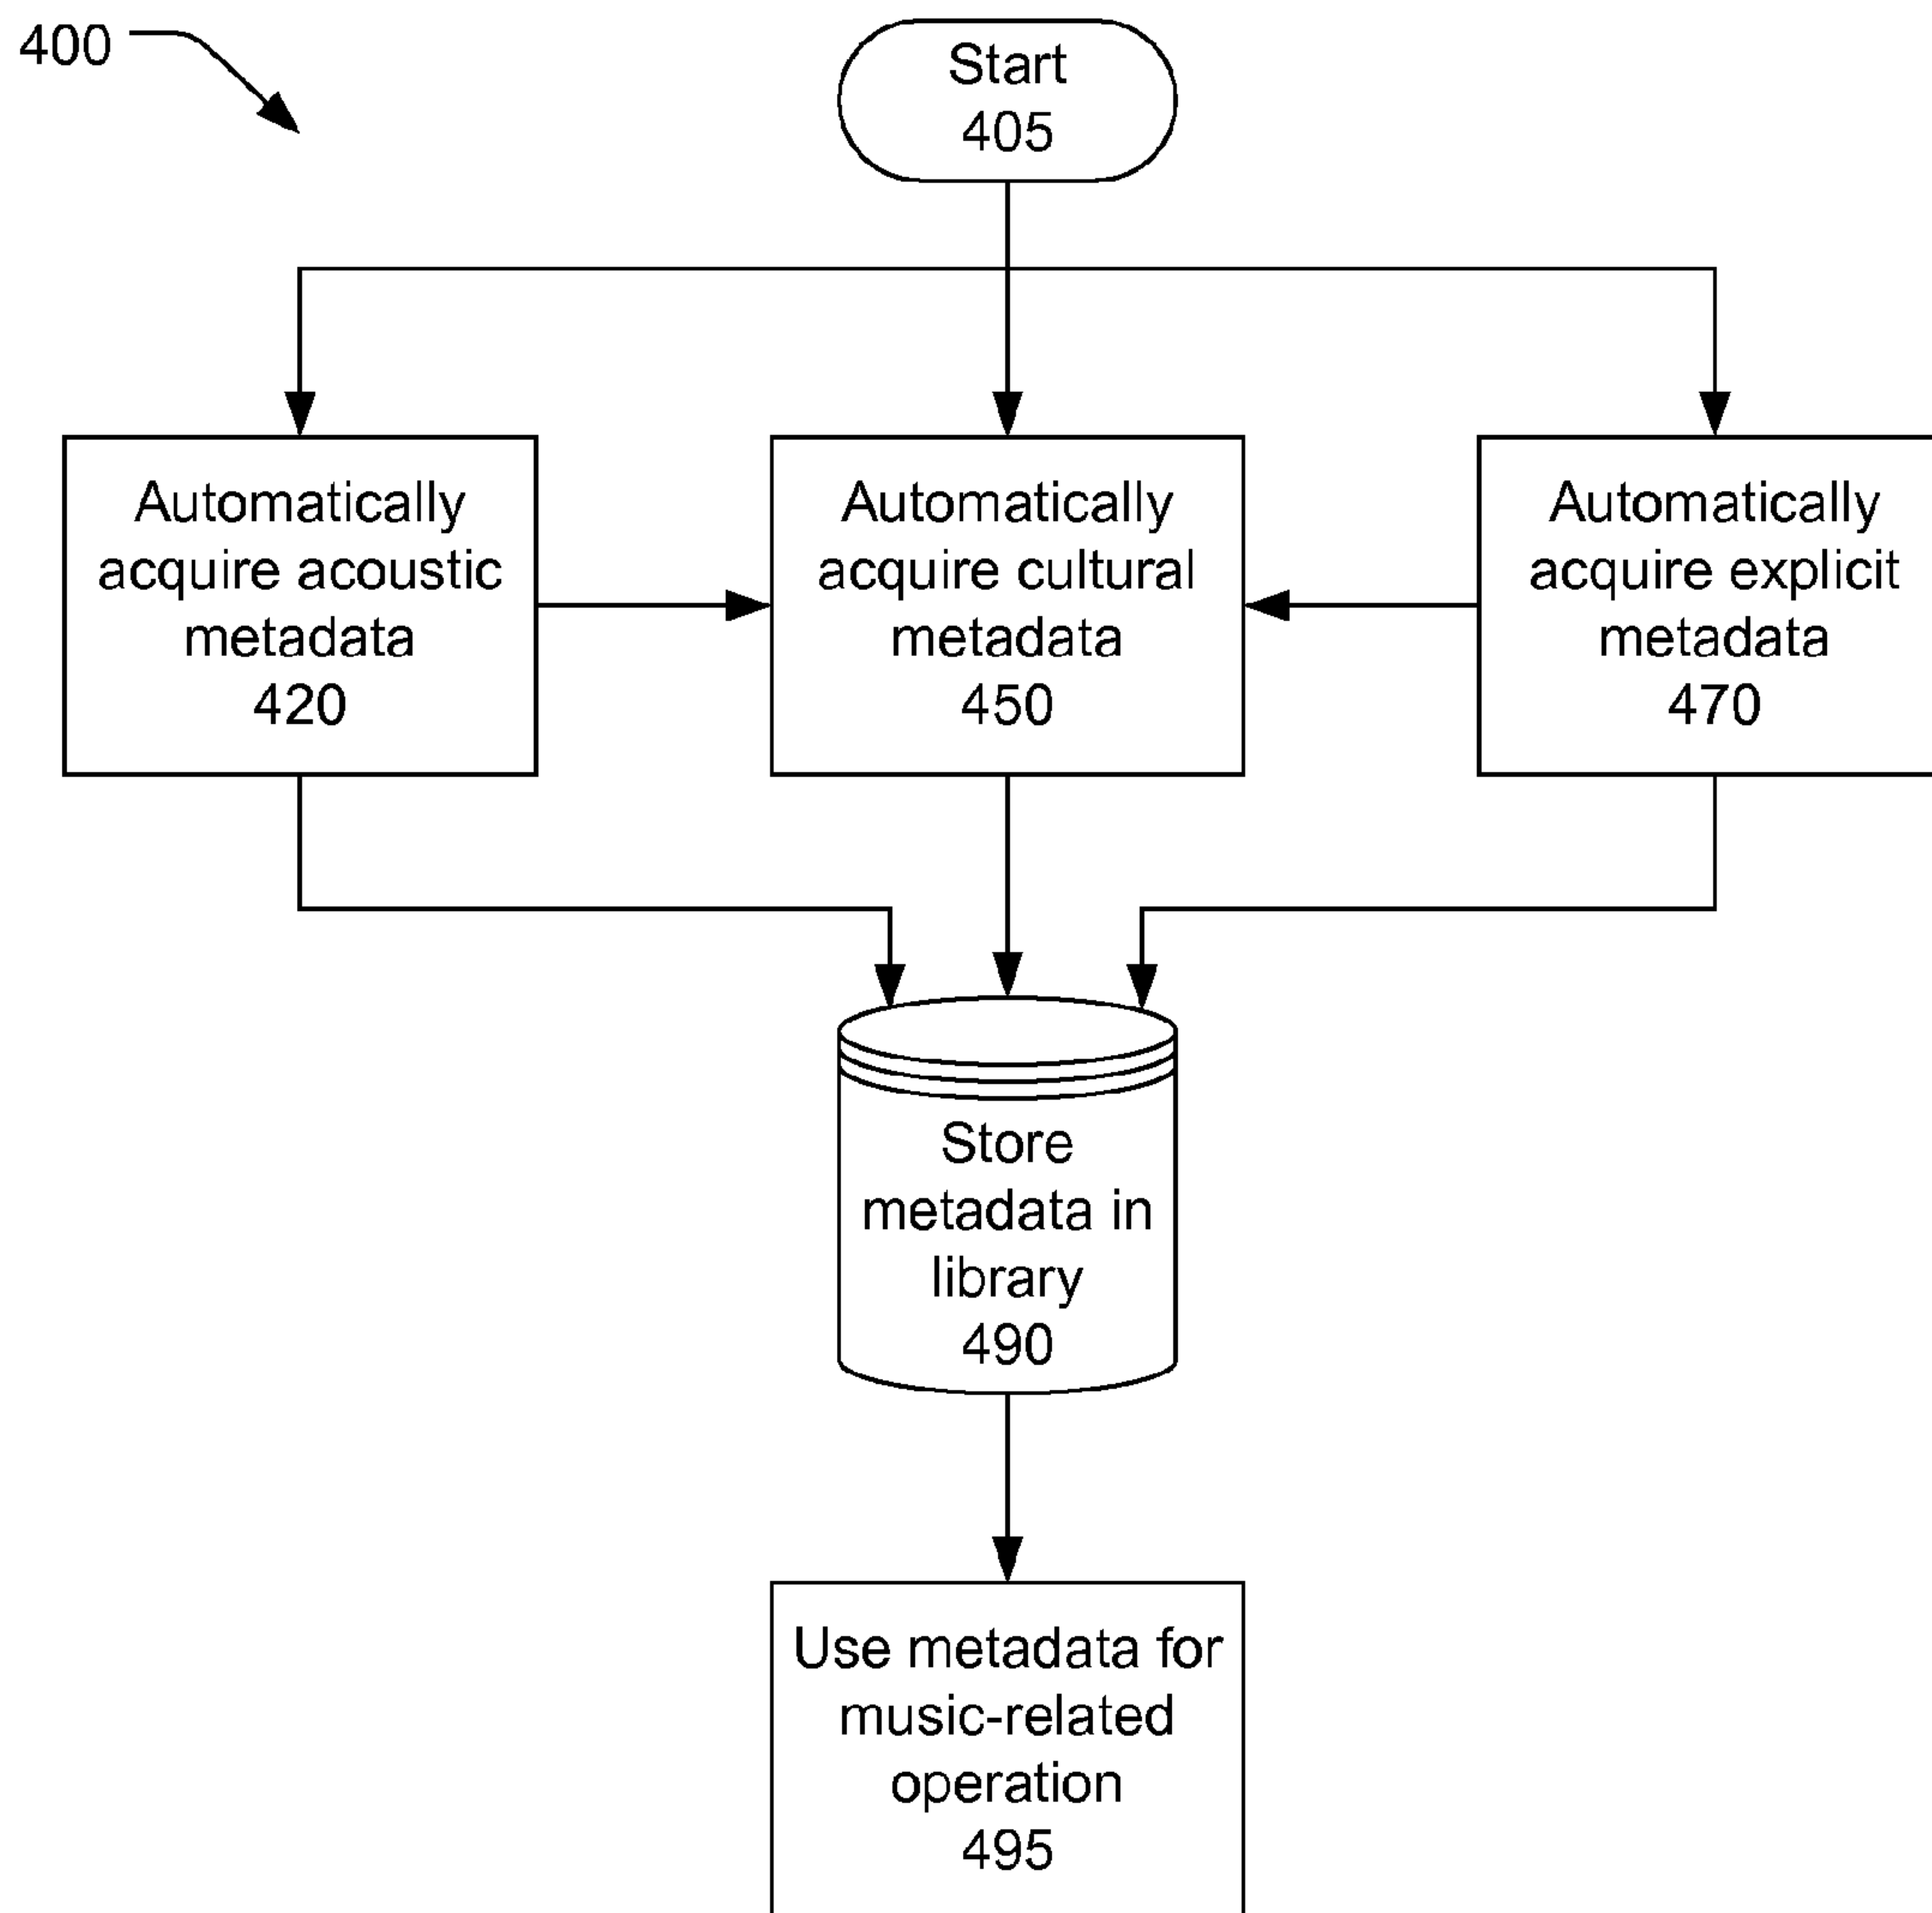 400
Start
405
Automatically
acquire acoustic
metadata
420
Automatically
acquire cultural
metadata
450
Automatically
acquire explicit
metadata
470
Store
metadata in
library
490
Use metadata for
music-related
operation
495